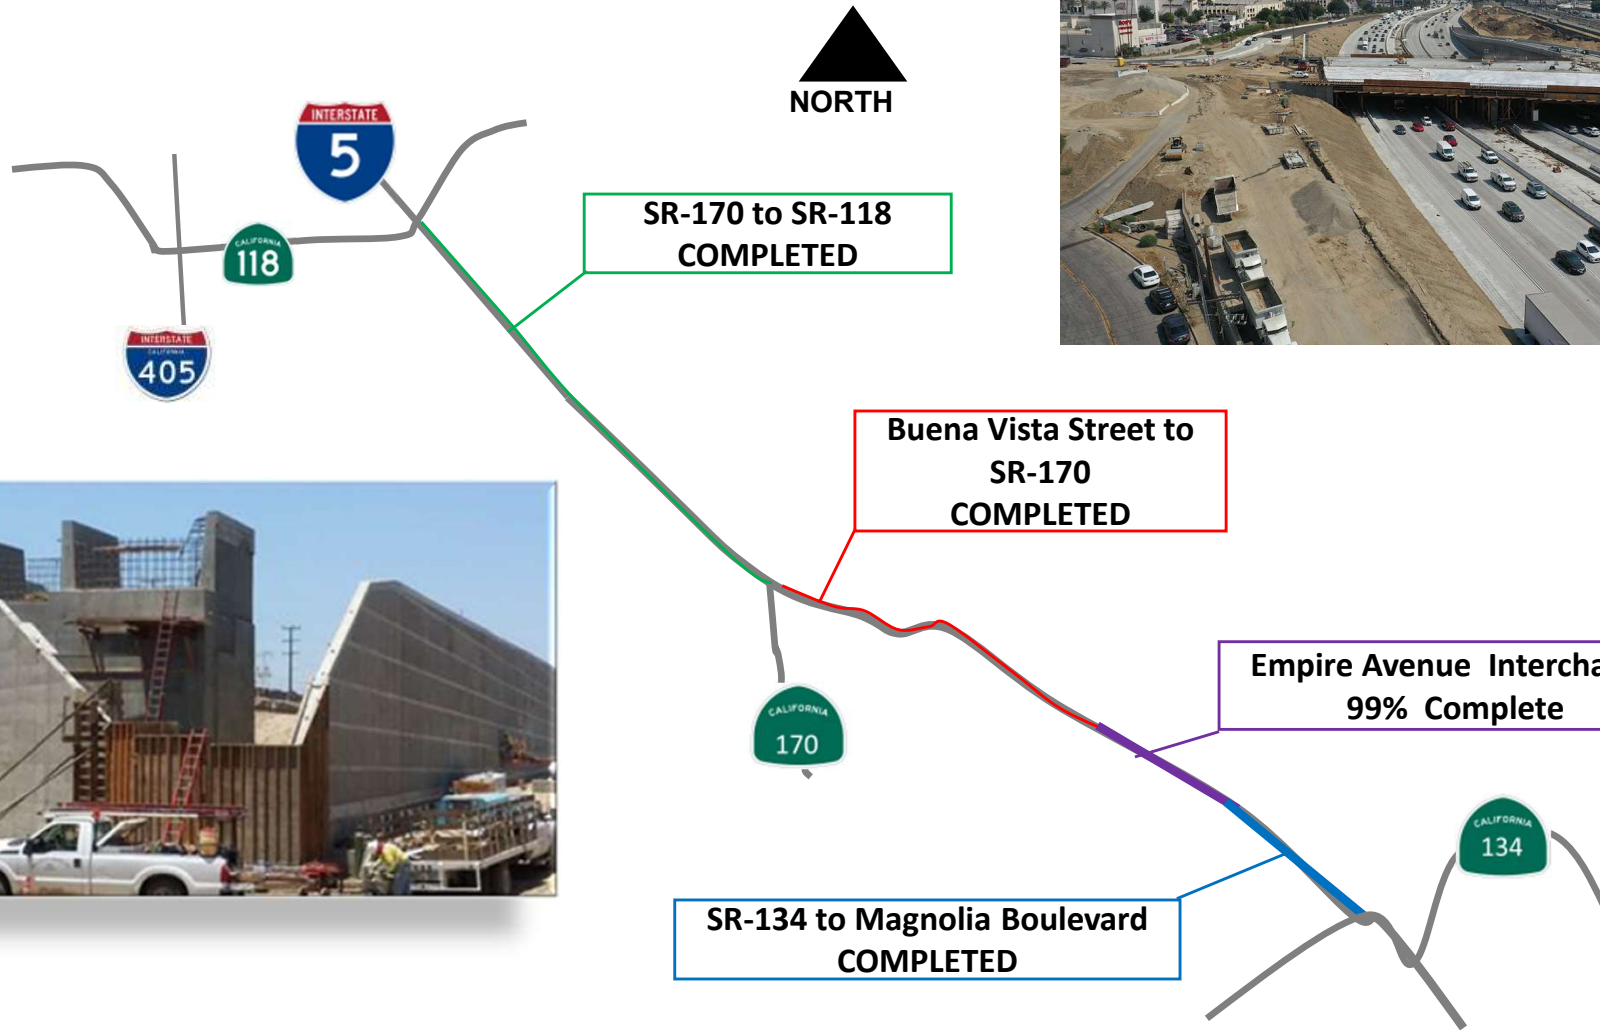 NORTH
INTERSTATE
5
SR-170 to SR-118
COMPLETED
CALIFORNIA
118
INTERSTATE
CALIFORNIA
405
Buena Vista Street to
SR-170
COMPLETED
Empire Avenue Intercha
99% Complete
CALIFORNIA
170
CALIFORNIA
134
SR-134 to Magnolia Boulevard
COMPLETED